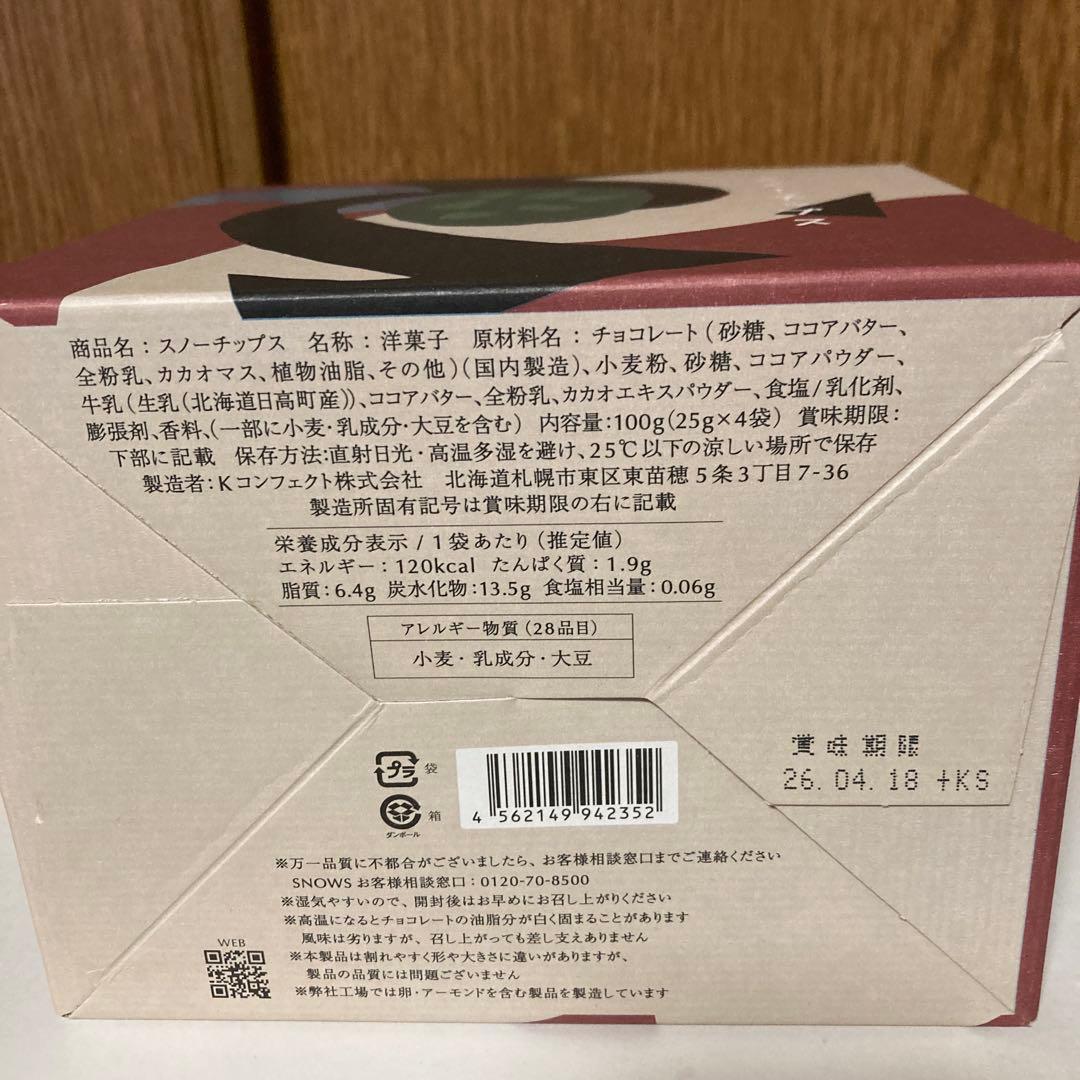 商品名：スノーチップス　名称：洋菓子　原材料名：チョコレート（砂糖、ココアバター、
全粉乳、カカオマス、植物油脂、その他）（国内製造）、小麦粉、砂糖、ココアパウダー、
牛乳（生乳（北海道日高町産））、ココアバター、全粉乳、カカオエキスパウダー、食塩/乳化剤、
膨張剤、香料、（一部に小麦・乳成分・大豆を含む）　内容量：100g（25g×4袋）　賞味期限：
下部に記載　保存方法：直射日光・高温多湿を避け、25℃以下の涼しい場所で保存
製造者：Kコンフェクト株式会社　北海道札幌市東区東苗穂5条3丁目7-36
製造所固有記号は賞味期限の右に記載
栄養成分表示/1袋あたり（推定値）
エネルギー：120kcal たんぱく質：1.9g
脂質：6.4g 炭水化物：13.5g 食塩相当量：0.06g
アレルギー物質（28品目）
小麦・乳成分・大豆
プラ 袋
ダンボール 箱
4 562149 942352
賞味期限
26.04.18 +KS
※万一品質に不都合がございましたら、お客様相談窓口までご連絡ください
SNOWSお客様相談窓口：0120-70-8500
※湿気やすいので、開封後はお早めにお召し上がりください
※高温になるとチョコレートの油脂分が白く固まることがあります
風味は劣りますが、召し上がっても差し支えありません
※本製品は割れやすく形や大きさに違いがありますが、
製品の品質には問題ございません
※弊社工場では卵・アーモンドを含む製品を製造しています
WEB